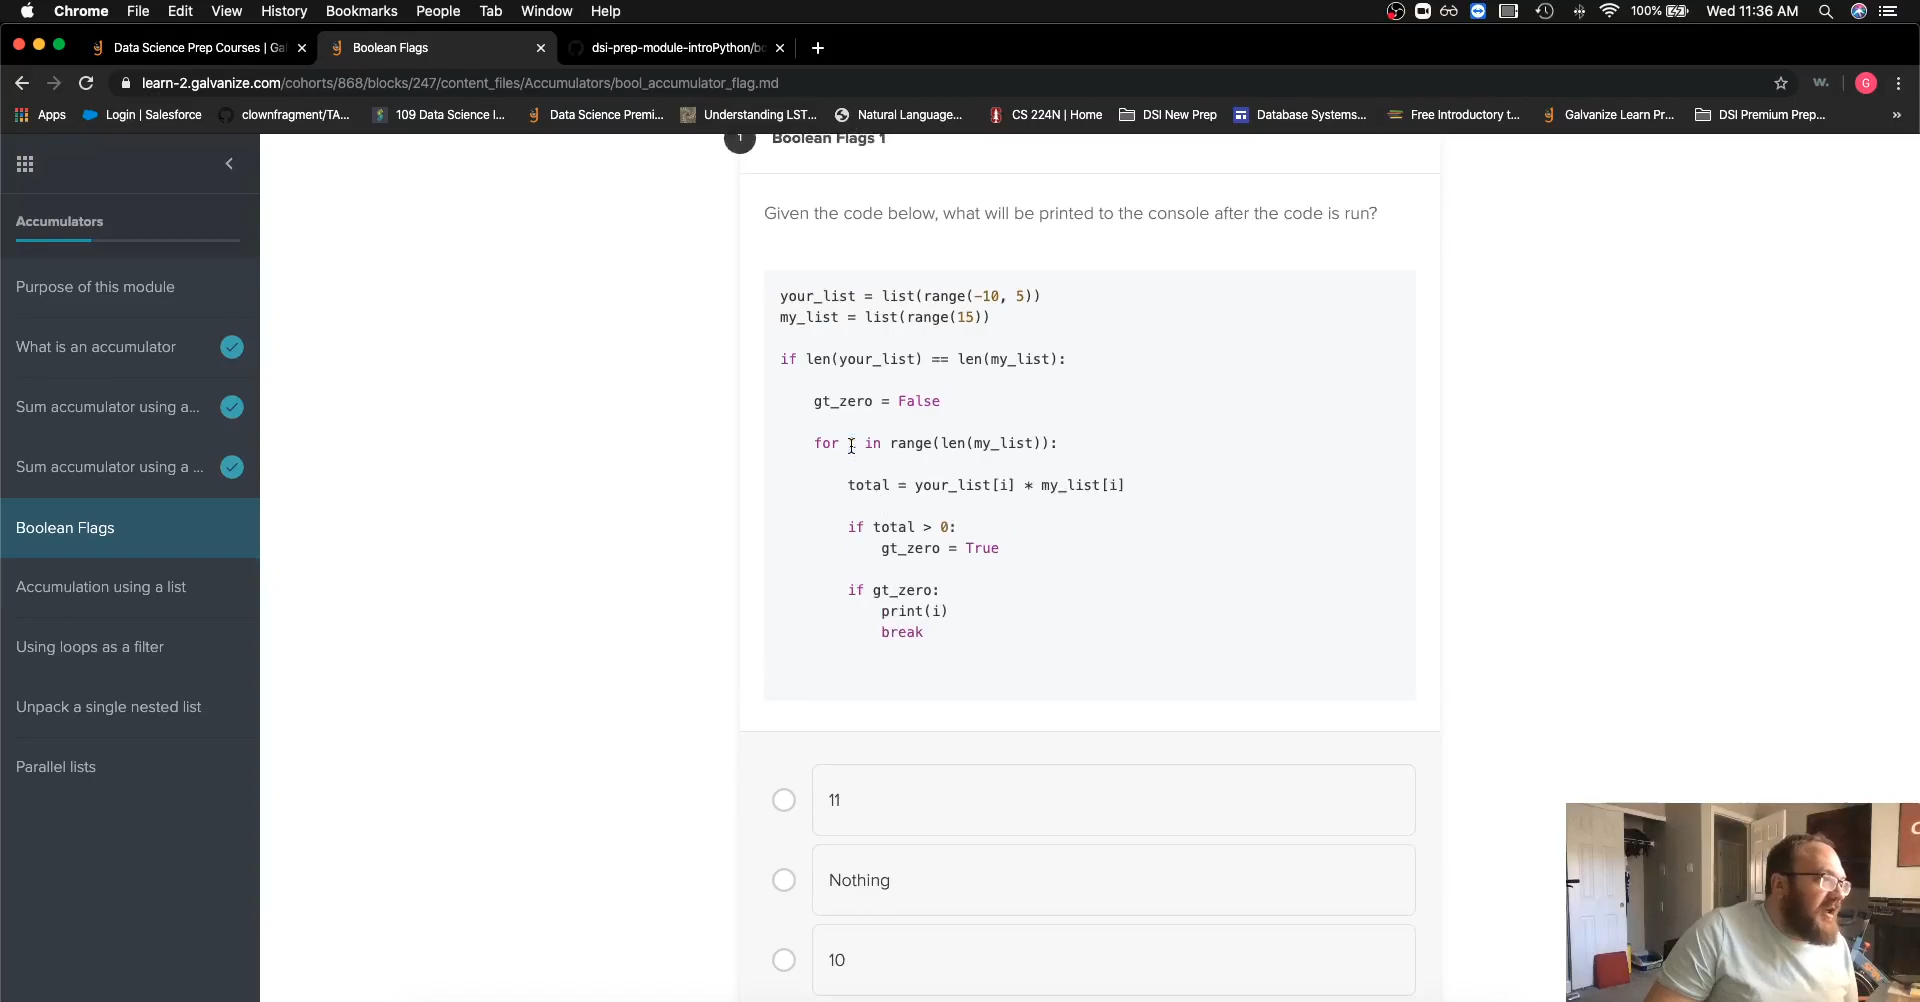 Chrome File Edit View History Bookmarks People Tab Window Help 100% Wed 11:36 AM
Data Science Prep Courses | Ga Boolean Flags dsi-prep-module-introPython/bo
learn-2.galvanize.com/cohorts/868/blocks/247/content_files/Accumulators/bool_accumulator_flag.md W. G
Apps Login | Salesforce clownfragment/TA... 109 Data Science I... Data Science Premi... Understanding LST... Natural Language... CS 224N | Home DSI New Prep Database Systems... Free Introductory t... Galvanize Learn Pr... DSI Premium Prep... »
1 Boolean Flags 1
Accumulators
Purpose of this module
What is an accumulator
Sum accumulator using a...
Sum accumulator using a ...
Boolean Flags
Accumulation using a list
Using loops as a filter
Unpack a single nested list
Parallel lists
Given the code below, what will be printed to the console after the code is run?
your_list = list(range(-10, 5))
my_list = list(range(15))
if len(your_list) == len(my_list):
gt_zero = False
for i in range(len(my_list)):
total = your_list[i] * my_list[i]
if total > 0:
gt_zero = True
if gt_zero:
print(i)
break
11
Nothing
10